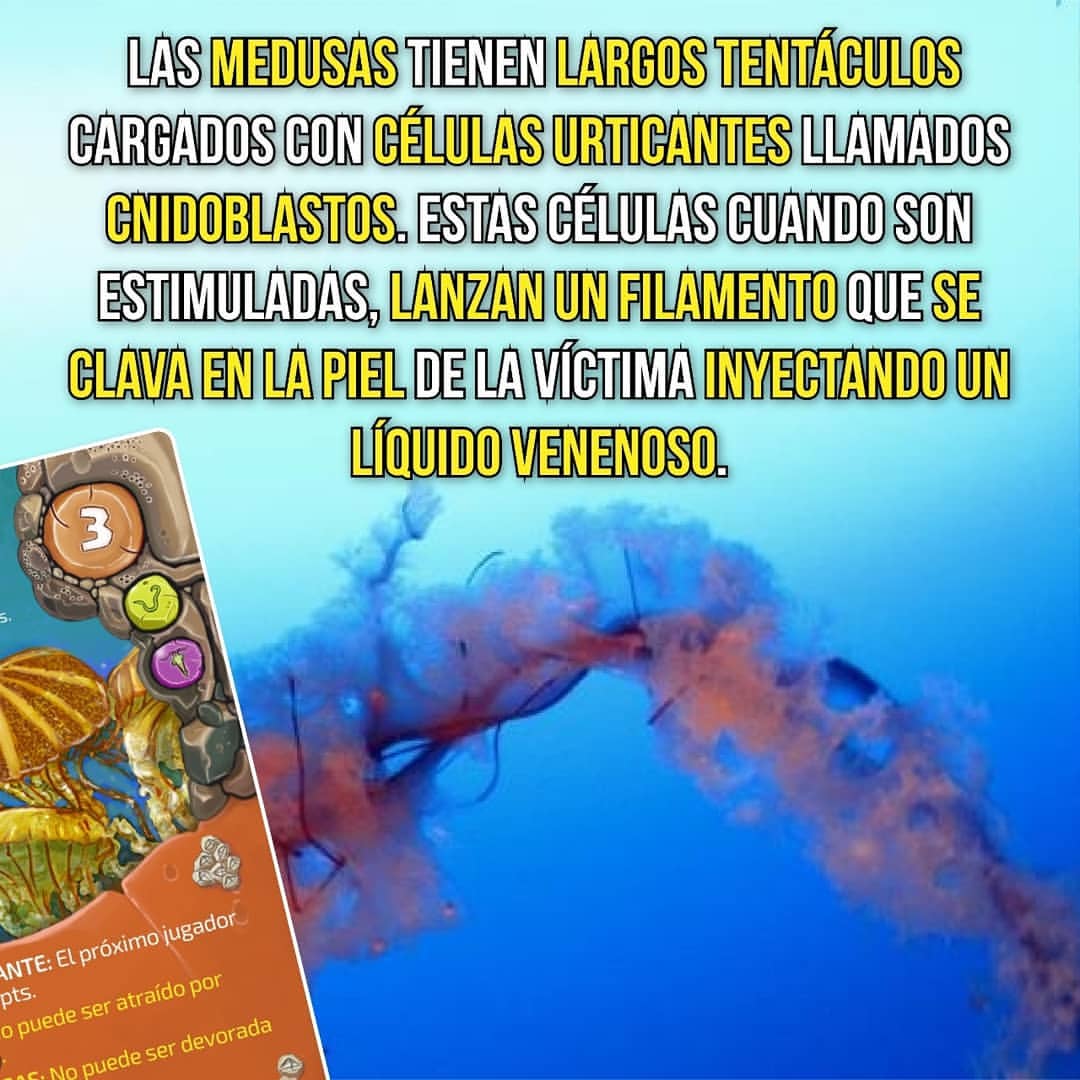 LAS MEDUSAS TIENEN LARGOS TENTÁCULOS
CARGADOS CON CÉLULAS URTICANTES LLAMADOS
CNIDOBLASTOS. ESTAS CÉLULAS CUANDO SON
ESTIMULADAS, LANZAN UN FILAMENTO QUE SE
CLAVA EN LA PIEL DE LA VÍCTIMA INYECTANDO UN
LÍQUIDO VENENOSO.
3
s.
ANTE: El próximo jugador
pts.
o puede ser atraído por
AS: No puede ser devorada